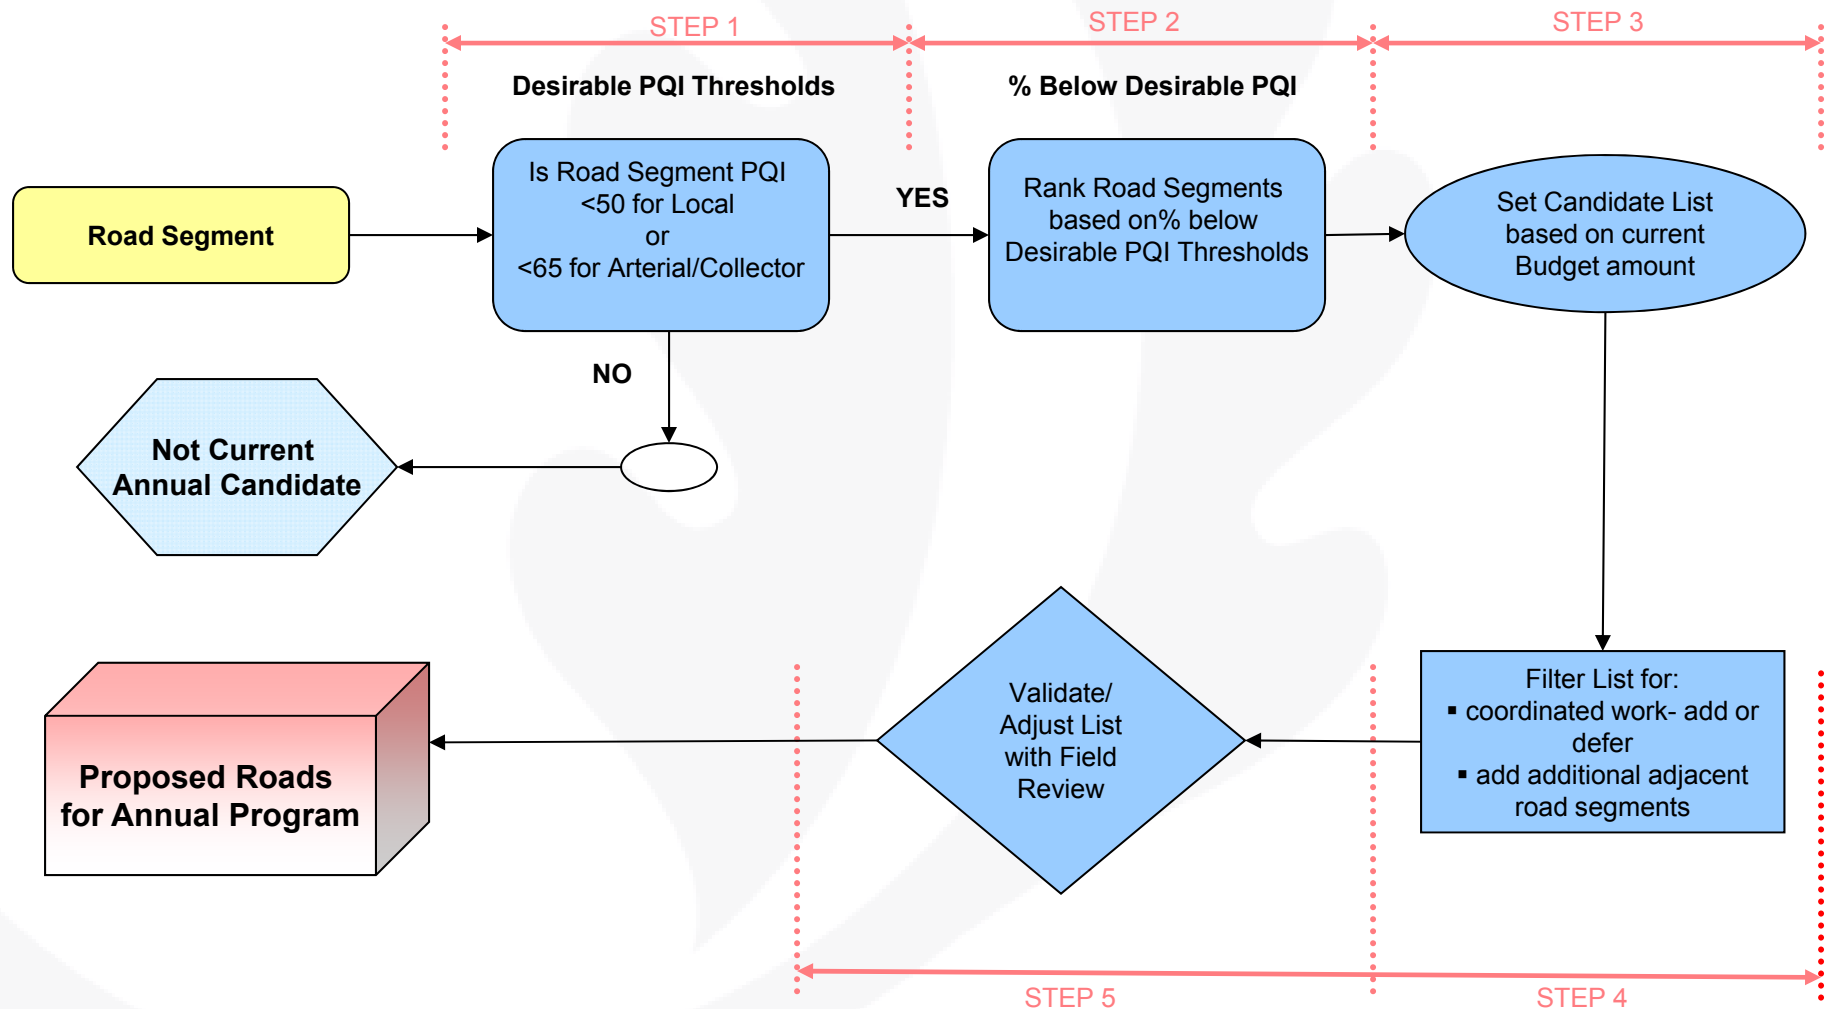 STEP 1
STEP 2
STEP 3
Desirable PQI Thresholds
% Below Desirable PQI
Road Segment
Is Road Segment PQI
<50 for Local
or
<65 for Arterial/Collector
YES
Rank Road Segments
based on% below
Desirable PQI Thresholds
Set Candidate List
based on current
Budget amount
NO
Not Current
Annual Candidate
Proposed Roads
for Annual Program
Validate/
Adjust List
with Field
Review
Filter List for:
▪ coordinated work- add or
defer
▪ add additional adjacent
road segments
STEP 5
STEP 4